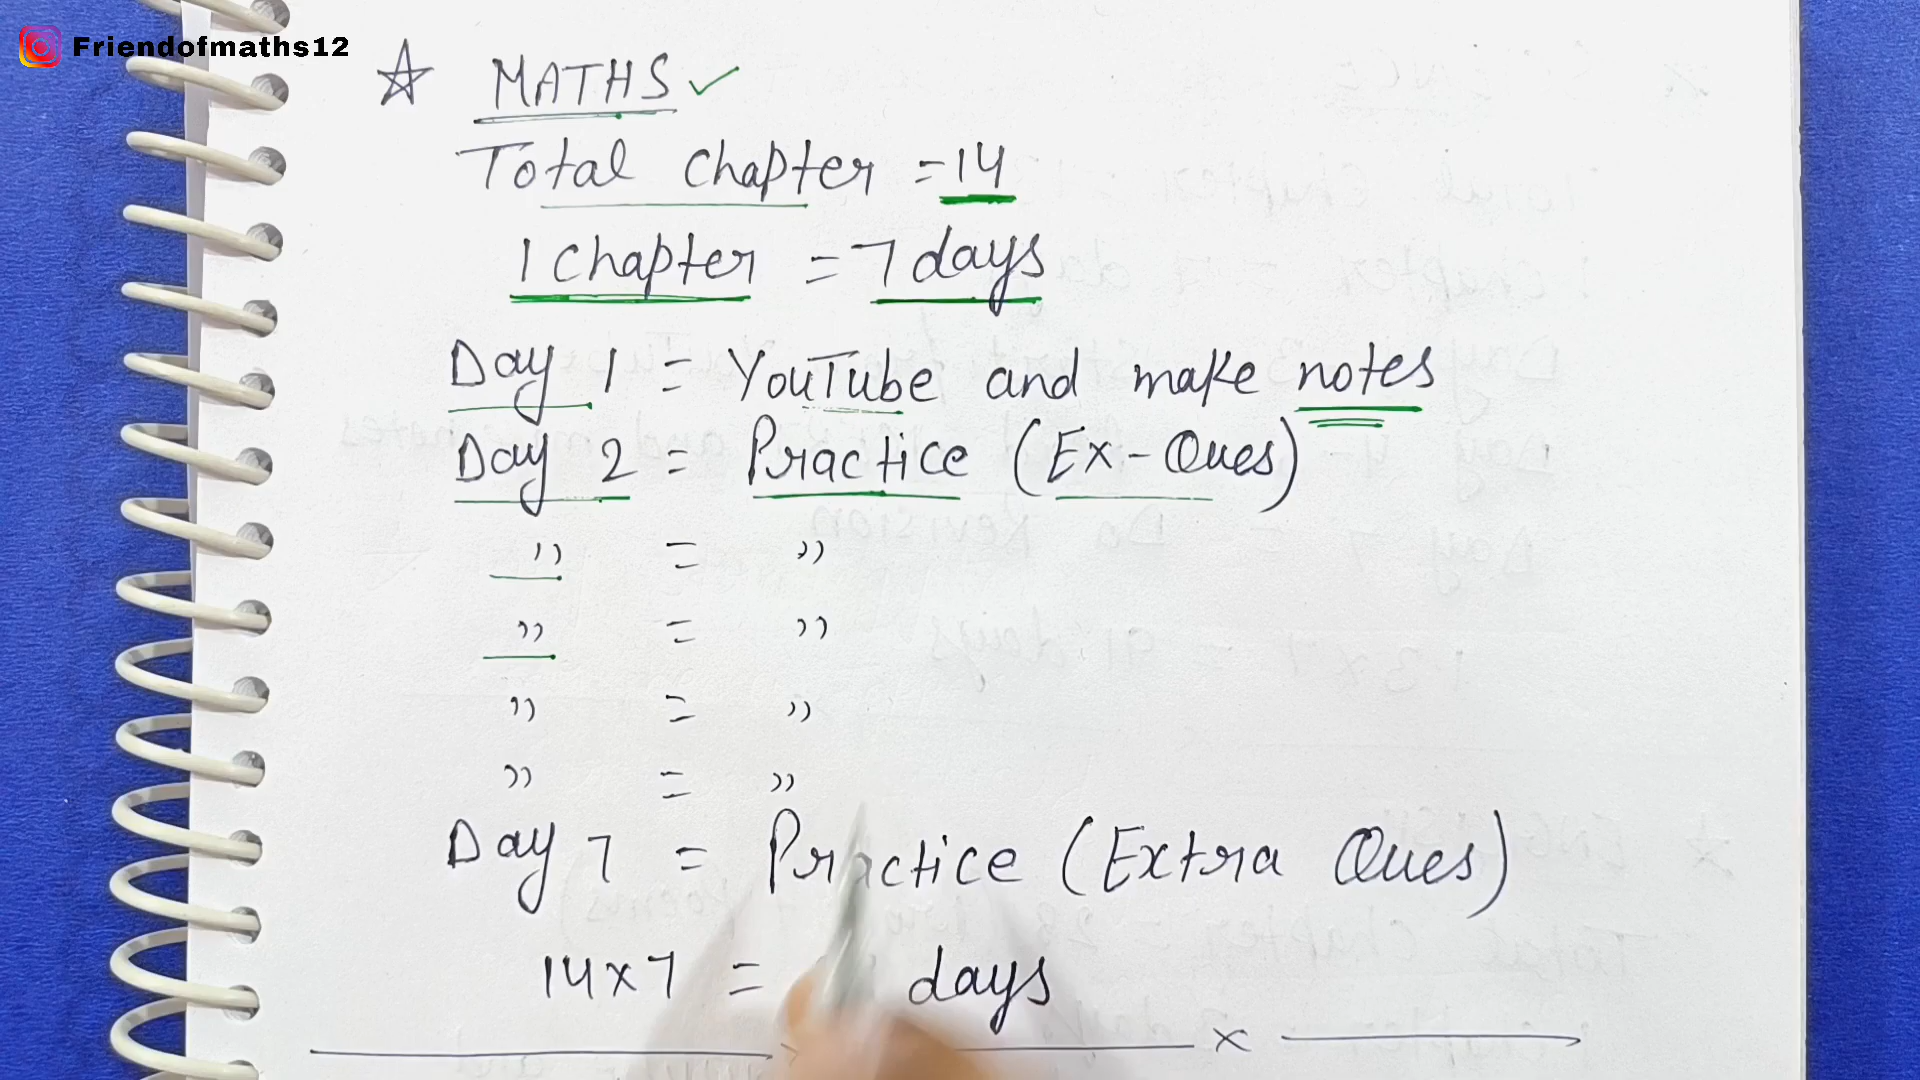 Friendofmaths12
MATHS
Total chapter = 14
1 chapter = 7 days
Day 1 = YouTube and make notes
Day 2 = Practice (Ex-Ques)
,, = ,,
,, = ,,
,, = ,,
,, = ,,
Day 7 = Practice (Extra Ques)
14x7 = days
x